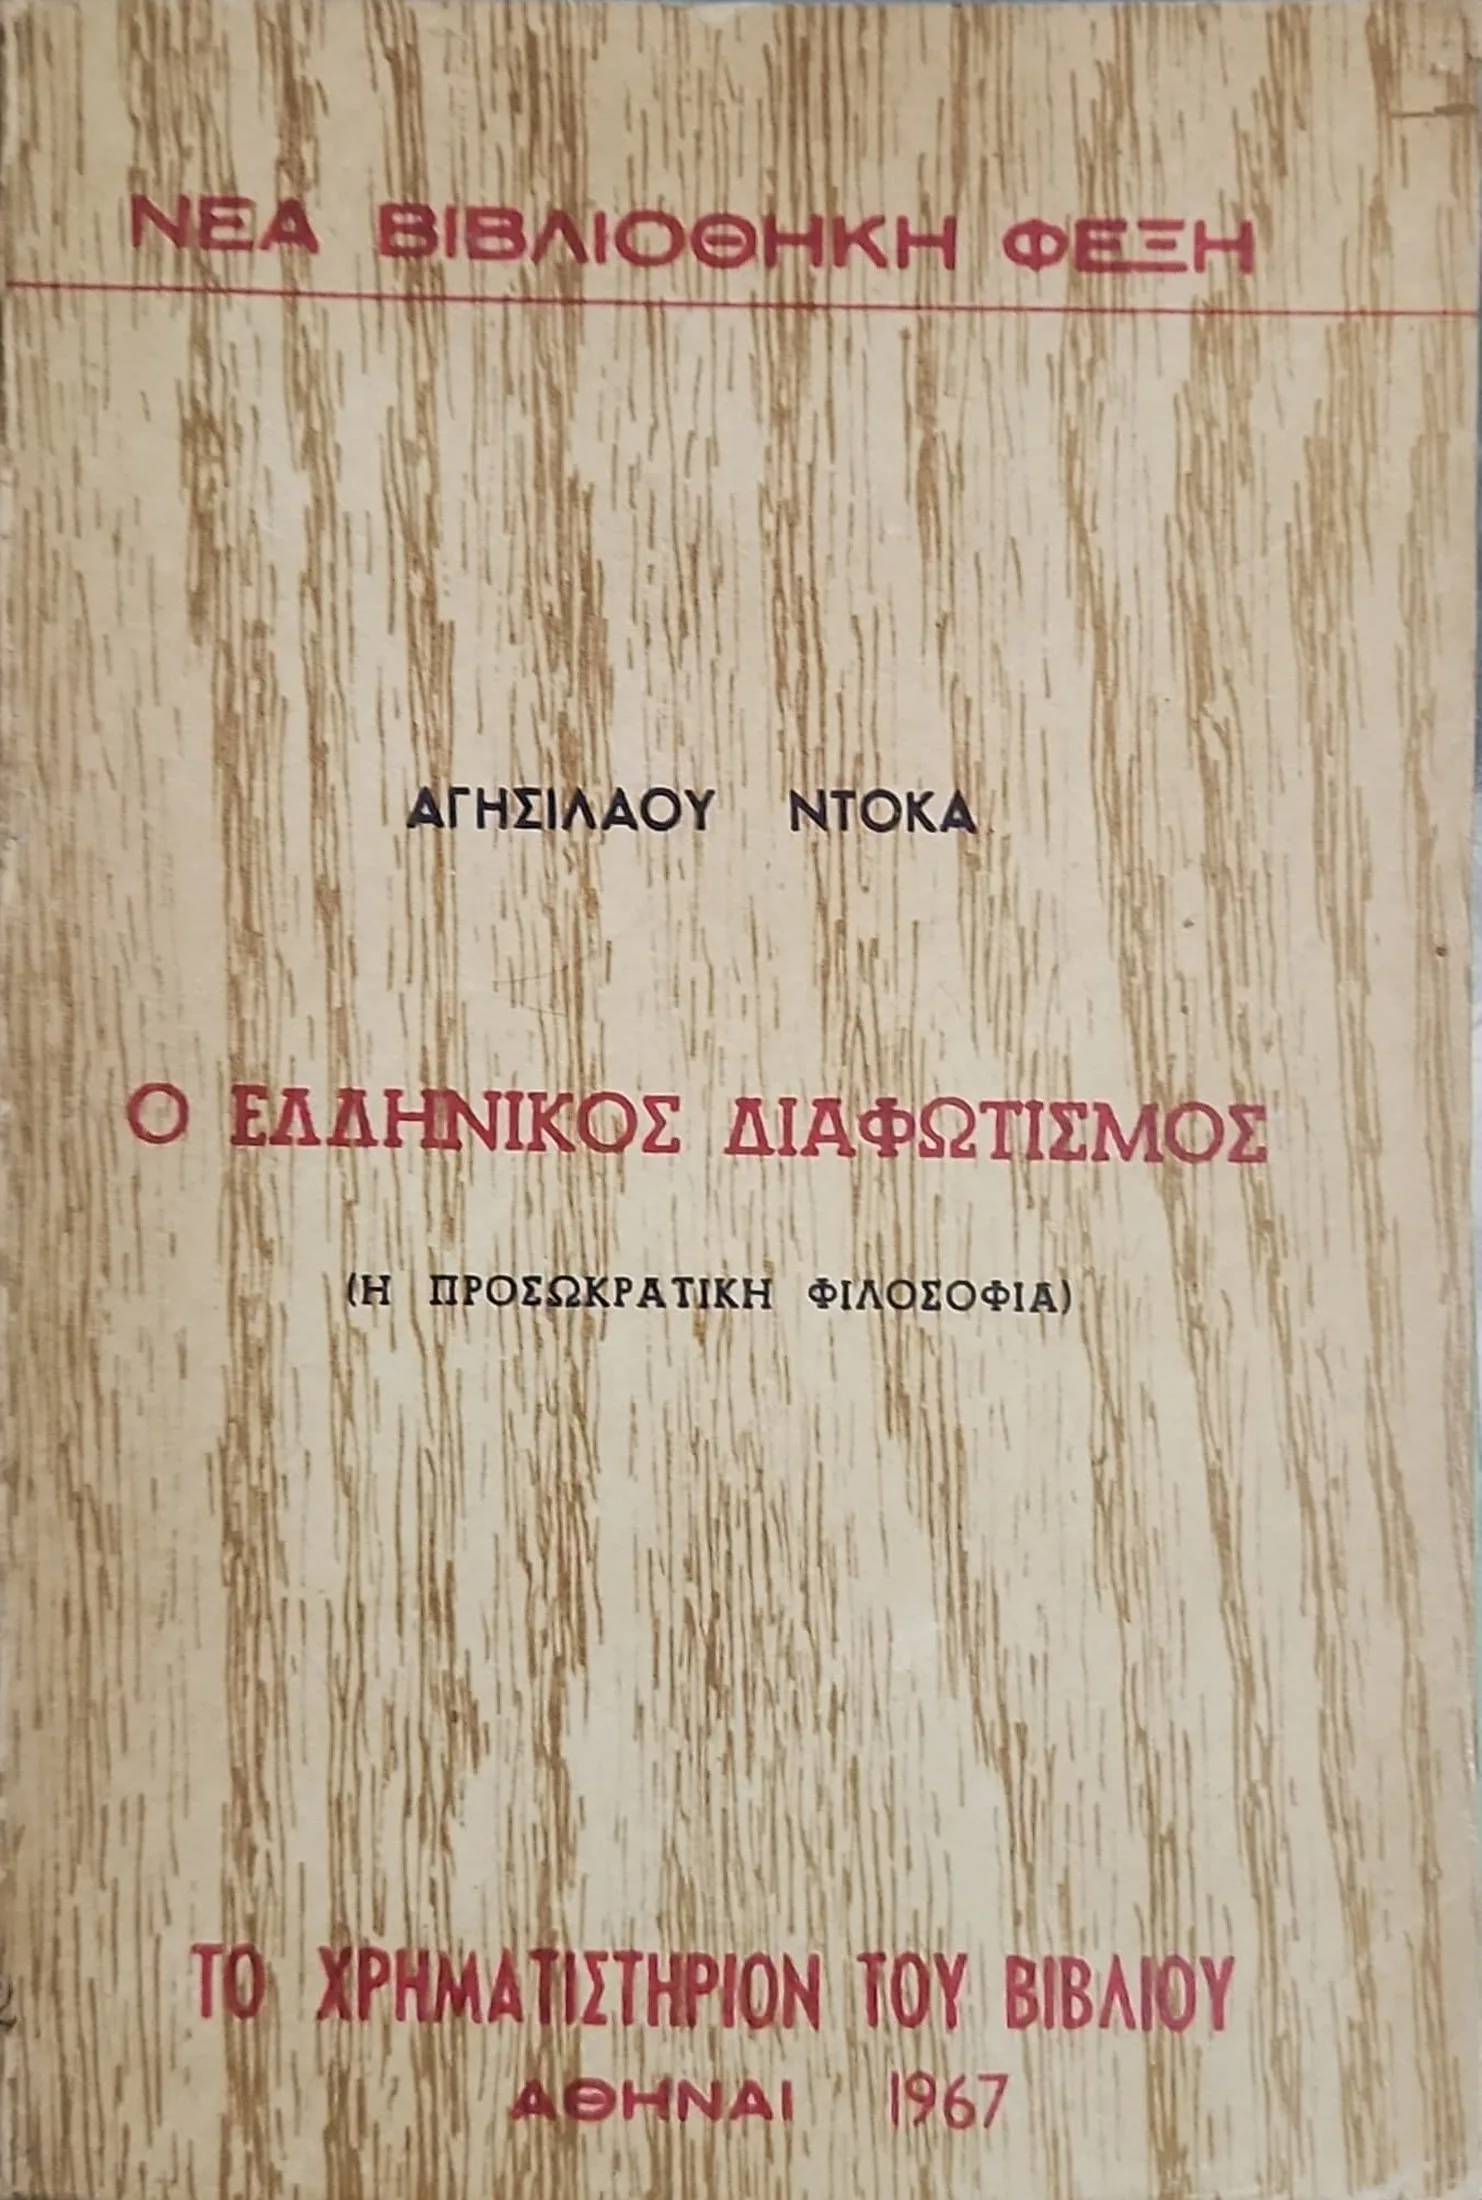 ΝΕΑ ΒΙΒΛΙΟΘΗΚΗ ΦΕΞΗ
ΑΓΗΣΙΛΑΟΥ ΝΤΟΚΑ
Ο ΕΛΛΗΝΙΚΟΣ ΔΙΑΦΩΤΙΣΜΟΣ
(Η ΠΡΟΣΩΚΡΑΤΙΚΗ ΦΙΛΟΣΟΦΙΑ)
ΤΟ ΧΡΗΜΑΤΙΣΤΗΡΙΟΝ ΤΟΥ ΒΙΒΛΙΟΥ
ΑΘΗΝΑΙ 1967